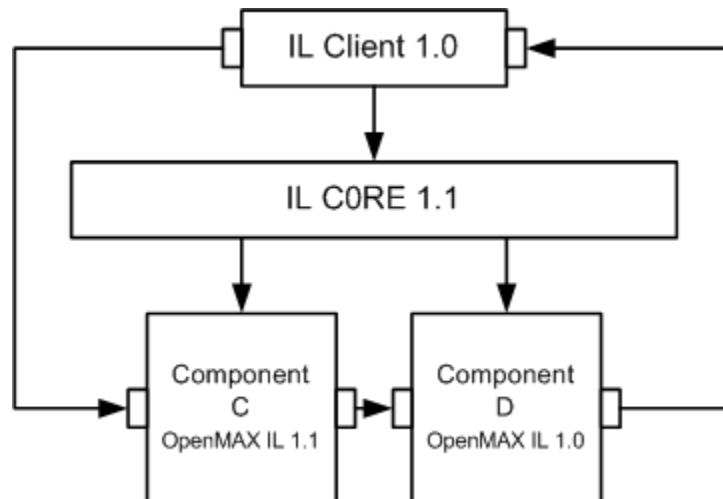 IL Client 1.0
IL C0RE 1.1
Component
C
OpenMAX IL 1.1
Component
D
OpenMAX IL 1.0